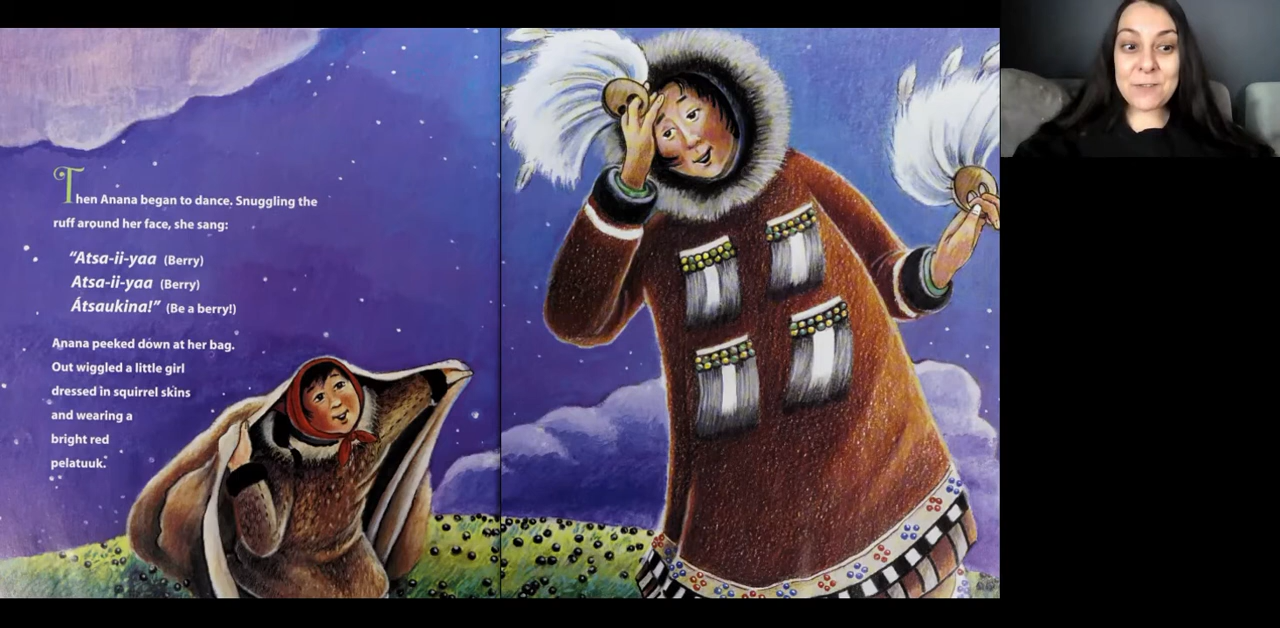 Then Anana began to dance. Snuggling the
ruff around her face, she sang:
"Atsa-ii-yaa (Berry)
Atsa-ii-yaa (Berry)
Átsaukina!" (Be a berry!)
Anana peeked down at her bag.
Out wiggled a little girl
dressed in squirrel skins
and wearing a
bright red
pelatuuk.